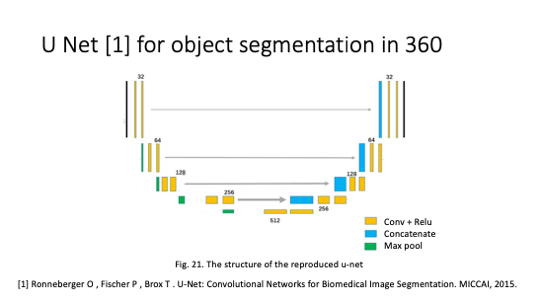 U Net [1] for object segmentation in 360
32
32
64
64
128
128
256
256
512
Conv + Relu
Concatenate
Max pool
Fig. 21. The structure of the reproduced u-net
[1] Ronneberger O , Fischer P , Brox T . U-Net: Convolutional Networks for Biomedical Image Segmentation. MICCAI, 2015.